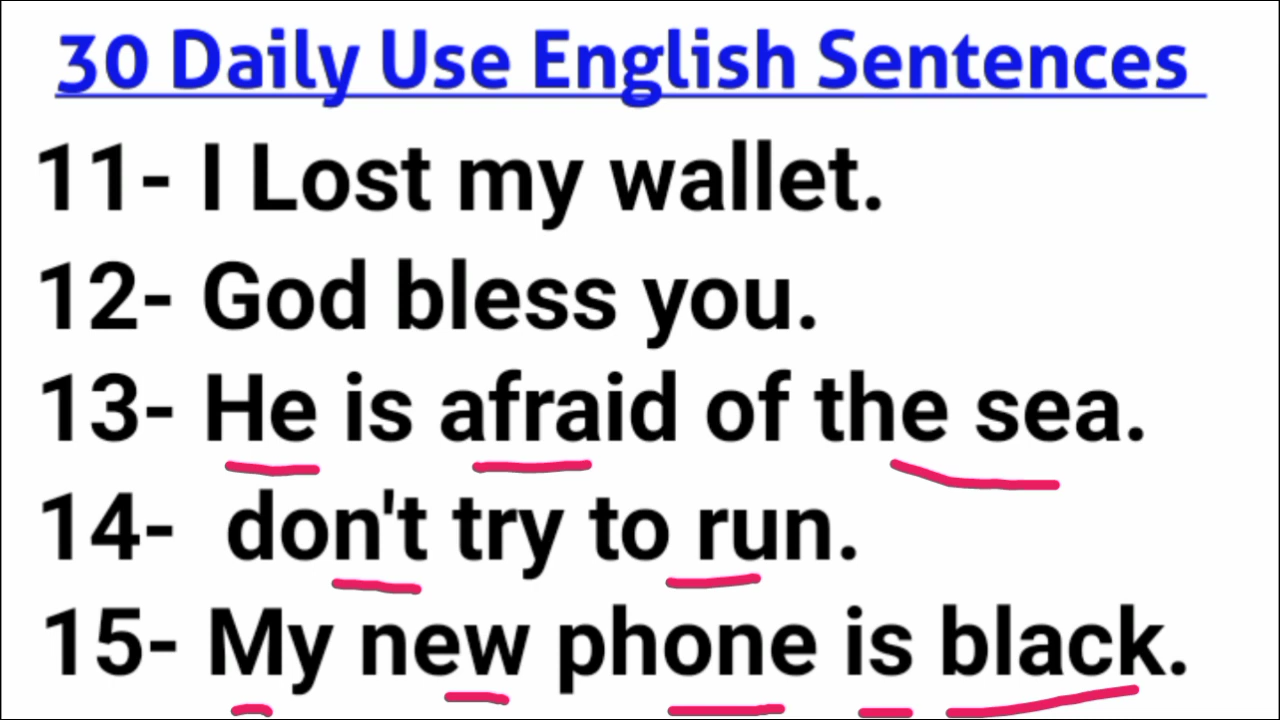 30 Daily Use English Sentences
11- I Lost my wallet.
12- God bless you.
13- He is afraid of the sea.
14- don't try to run.
15- My new phone is black.